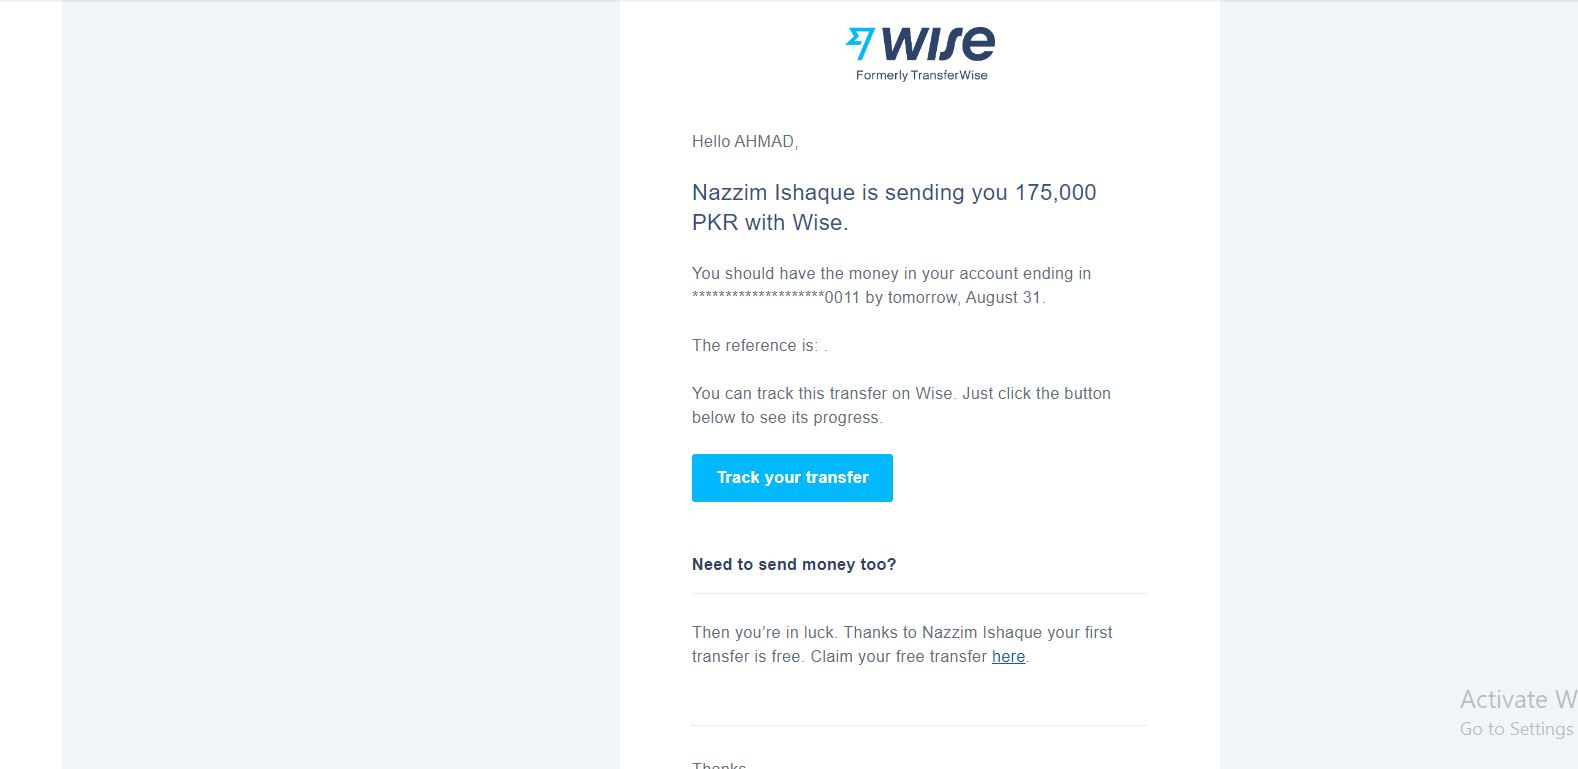 wise
Formerly TransferWise
Hello AHMAD,
Nazzim Ishaque is sending you 175,000
PKR with Wise.
You should have the money in your account ending in
********************0011 by tomorrow, August 31.
The reference is: .
You can track this transfer on Wise. Just click the button
below to see its progress.
Track your transfer
Need to send money too?
Then you’re in luck. Thanks to Nazzim Ishaque your first
transfer is free. Claim your free transfer here.
Activate W
Go to Settings
Thanks